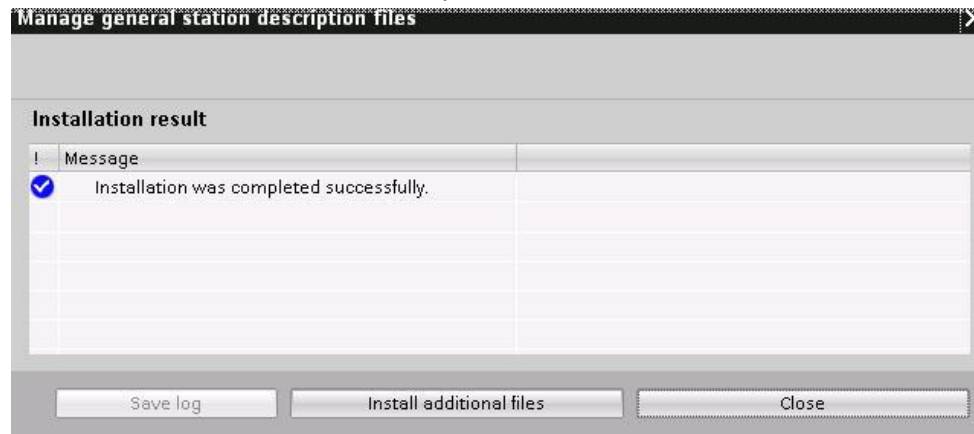 Manage general station description files
Installation result
! Message
Installation was completed successfully.
Save log Install additional files Close